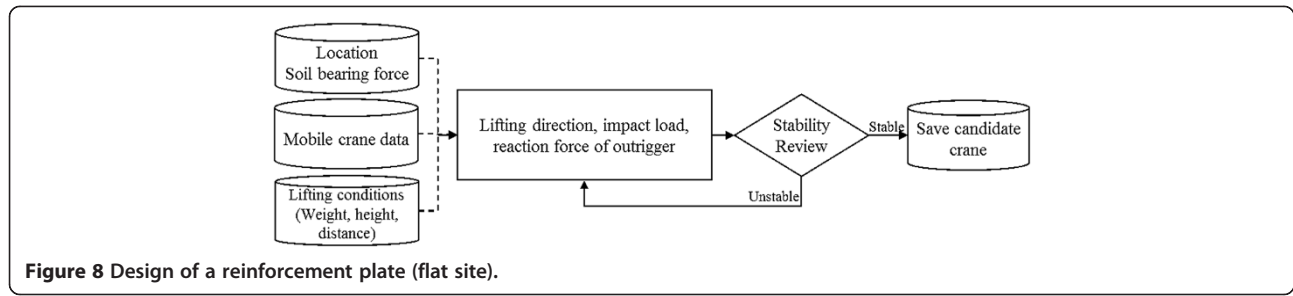 Location
Soil bearing force
Mobile crane data
Lifting conditions
(Weight, height,
distance)
Lifting direction, impact load,
reaction force of outrigger
Stability
Review
Stable
Unstable
Save candidate
crane
Figure 8 Design of a reinforcement plate (flat site).